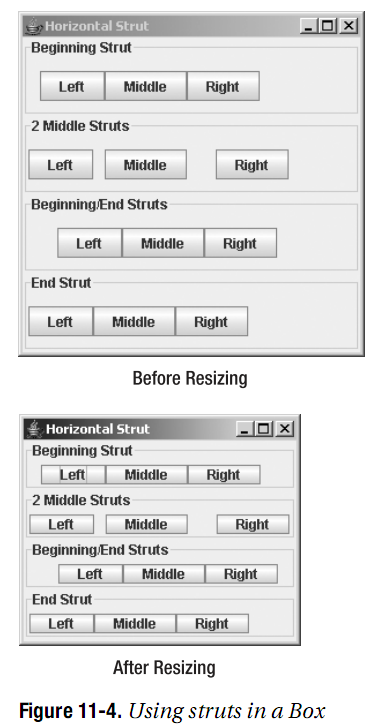 Horizontal Strut
Beginning Strut
Left Middle Right
2 Middle Struts
Left Middle Right
Beginning/End Struts
Left Middle Right
End Strut
Left Middle Right
Before Resizing
Horizontal Strut
Beginning Strut
Left Middle Right
2 Middle Struts
Left Middle Right
Beginning/End Struts
Left Middle Right
End Strut
Left Middle Right
After Resizing
Figure 11-4. Using struts in a Box